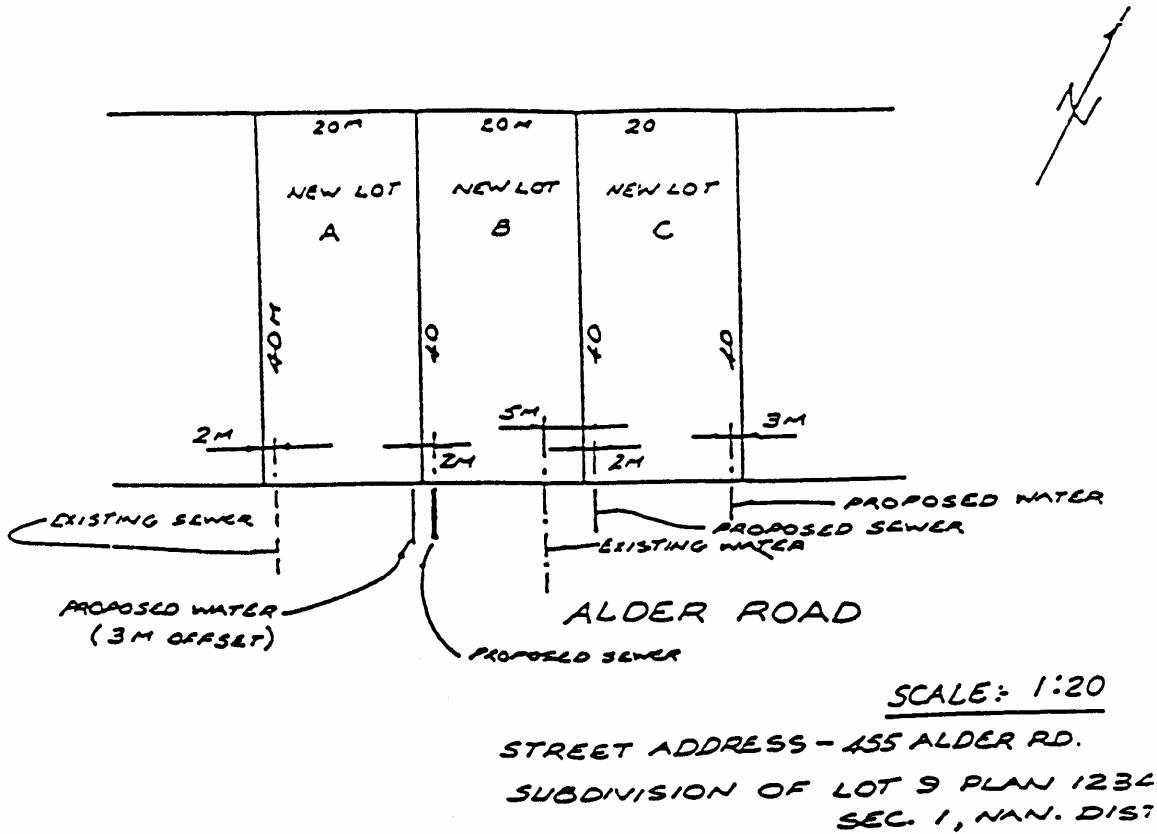 N
20M
20M
20
NEW LOT
A
NEW LOT
B
NEW LOT
C
40M
40
40
40
2M
2M
5M
2M
3M
EXISTING SEWER
PROPOSED WATER
PROPOSED SEWER
EXISTING WATER
PROPOSED WATER
(3M OFFSET)
PROPOSED SEWER
ALDER ROAD
SCALE:- 1:20
STREET ADDRESS - 455 ALDER RD.
SUBDIVISION OF LOT 9 PLAN 123
SEC. 1, NAN. DIST